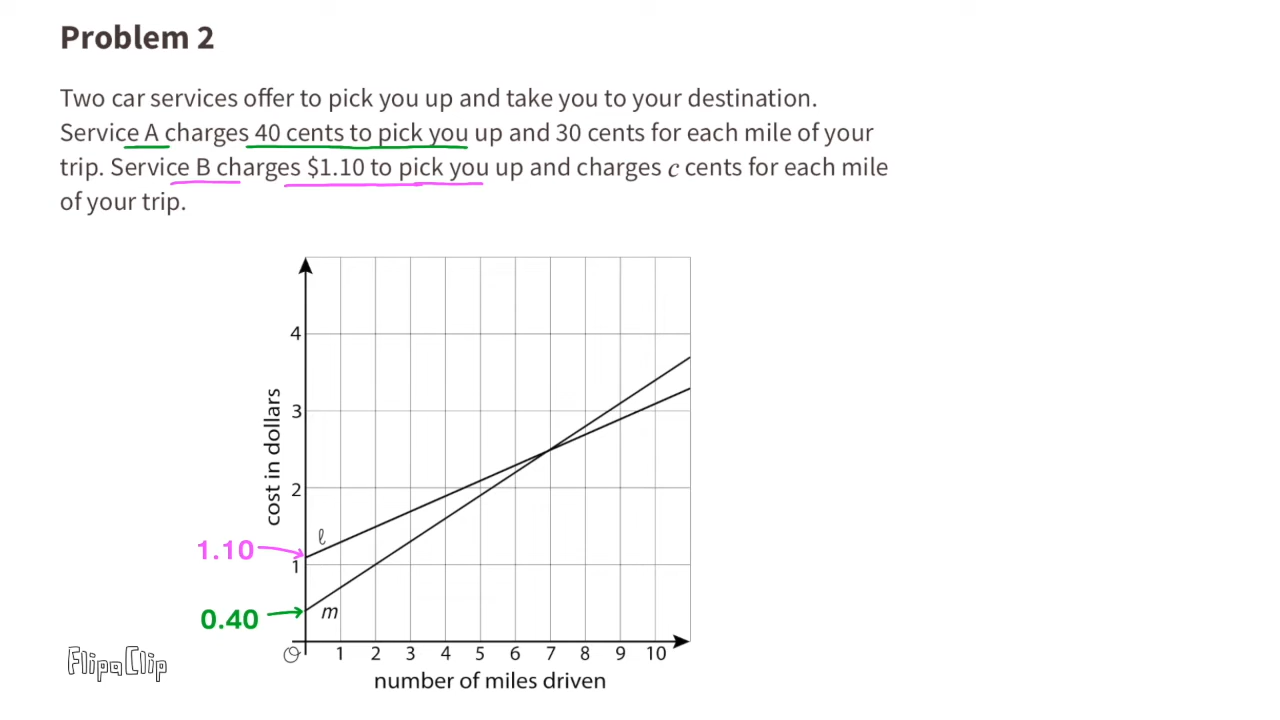 Problem 2
Two car services offer to pick you up and take you to your destination.
Service A charges 40 cents to pick you up and 30 cents for each mile of your
trip. Service B charges $1.10 to pick you up and charges c cents for each mile
of your trip.
4
3
2
1
cost in dollars
ℓ
1.10
m
0.40
O 1 2 3 4 5 6 7 8 9 10
number of miles driven
FlipaClip